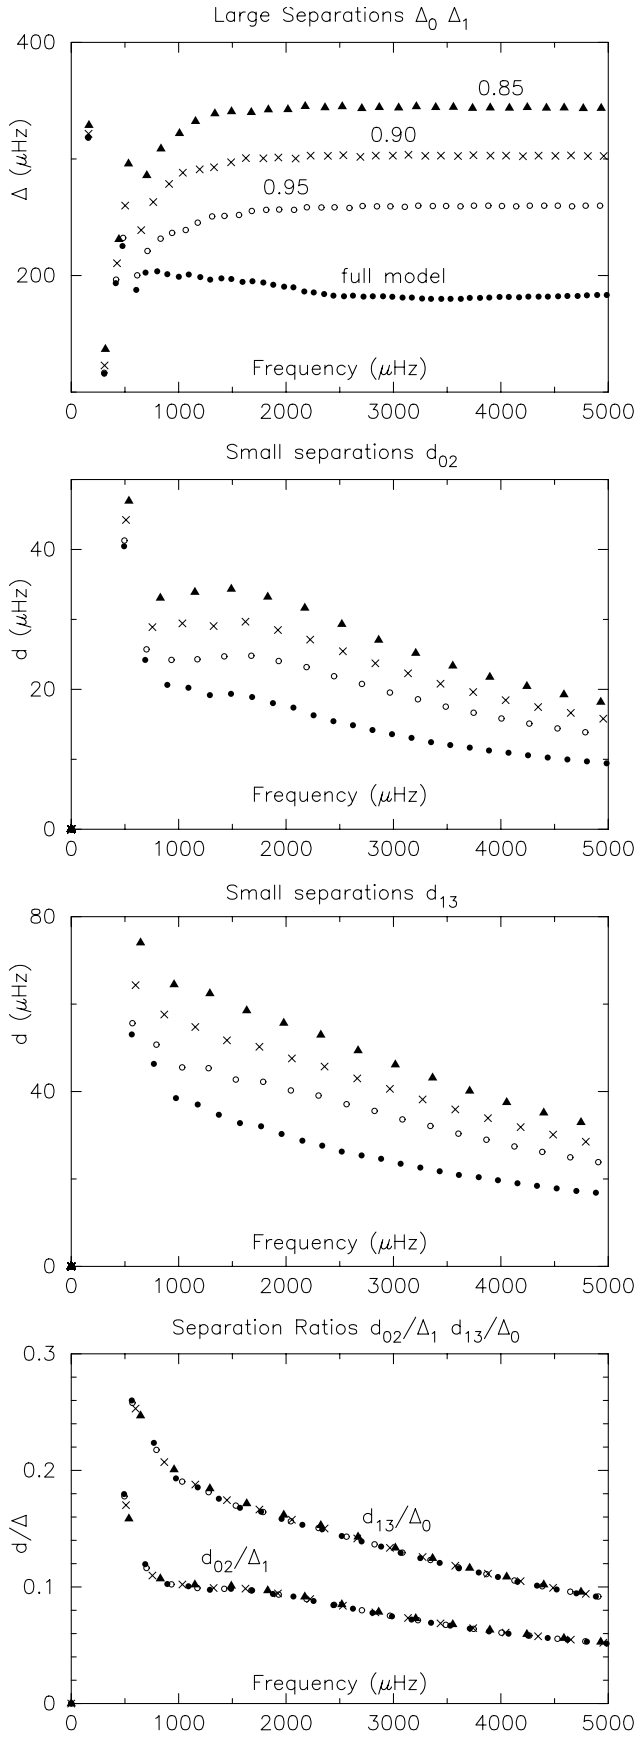 Large Separations Δ₀ Δ₁
400
0.85
0.90
Δ (μHz)
0.95
200
full model
Frequency (μHz)
0 1000 2000 3000 4000 5000
Small separations d₀₂
40
d (μHz)
20
Frequency (μHz)
0
0 1000 2000 3000 4000 5000
Small separations d₁₃
80
d (μHz)
40
Frequency (μHz)
0
0 1000 2000 3000 4000 5000
Separation Ratios d₀₂/Δ₁ d₁₃/Δ₀
0.3
0.2
d/Δ
d₁₃/Δ₀
d₀₂/Δ₁
0.1
Frequency (μHz)
0
0 1000 2000 3000 4000 5000